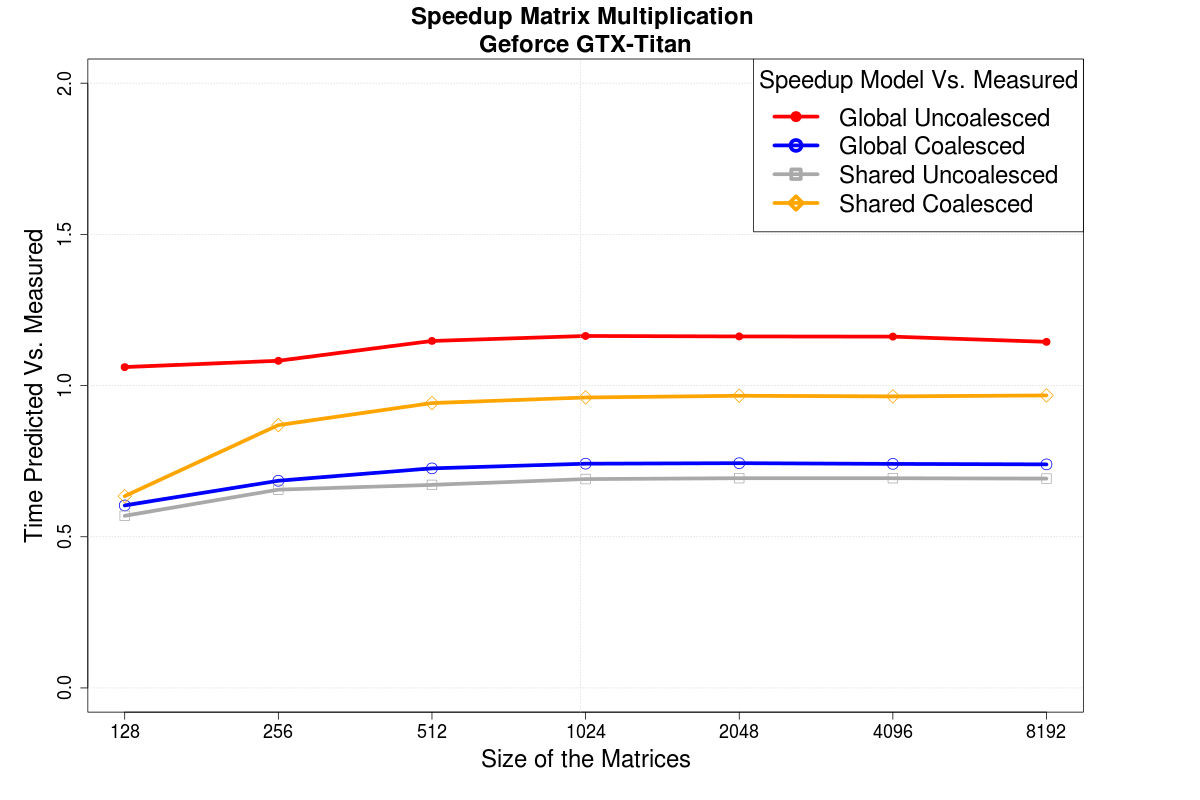 Speedup Matrix Multiplication
Geforce GTX-Titan
Speedup Model Vs. Measured
Global Uncoalesced
Global Coalesced
Shared Uncoalesced
Shared Coalesced
Time Predicted Vs. Measured
2.0
1.5
1.0
0.5
0.0
128 256 512 1024 2048 4096 8192
Size of the Matrices